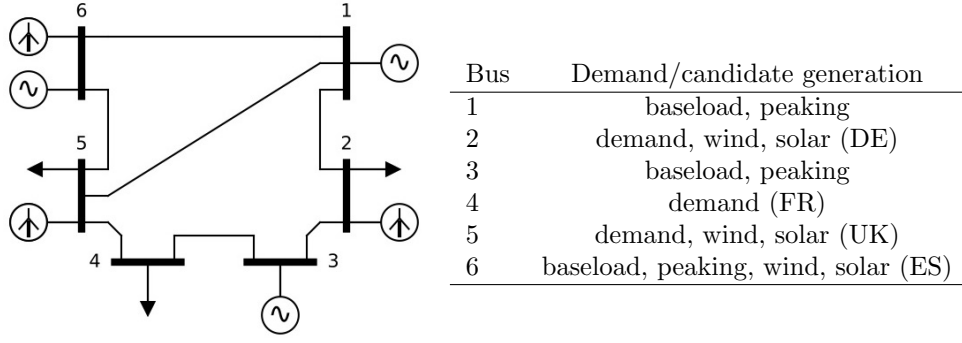 6
1
5
2
4
3
Bus Demand/candidate generation
1 baseload, peaking
2 demand, wind, solar (DE)
3 baseload, peaking
4 demand (FR)
5 demand, wind, solar (UK)
6 baseload, peaking, wind, solar (ES)